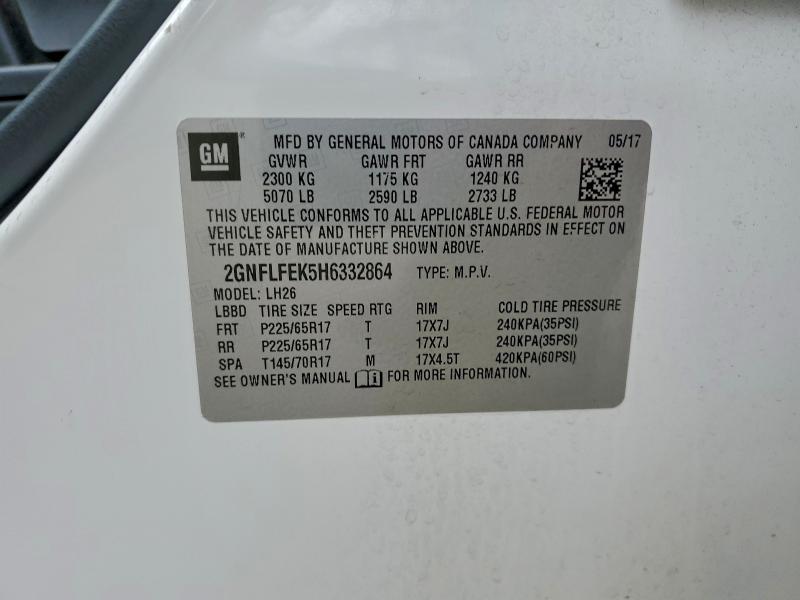 GM® MFD BY GENERAL MOTORS OF CANADA COMPANY 05/17
GVWR GAWR FRT GAWR RR
2300 KG 1175 KG 1240 KG
5070 LB 2590 LB 2733 LB
THIS VEHICLE CONFORMS TO ALL APPLICABLE U.S. FEDERAL MOTOR
VEHICLE SAFETY AND THEFT PREVENTION STANDARDS IN EFFECT ON
THE DATE OF MANUFACTURE SHOWN ABOVE.
2GNFLFEK5H6332864 TYPE: M.P.V.
MODEL: LH26
LBBD TIRE SIZE SPEED RTG RIM COLD TIRE PRESSURE
FRT P225/65R17 T 17X7J 240KPA(35PSI)
RR P225/65R17 T 17X7J 240KPA(35PSI)
SPA T145/70R17 M 17X4.5T 420KPA(60PSI)
SEE OWNER'S MANUAL FOR MORE INFORMATION.